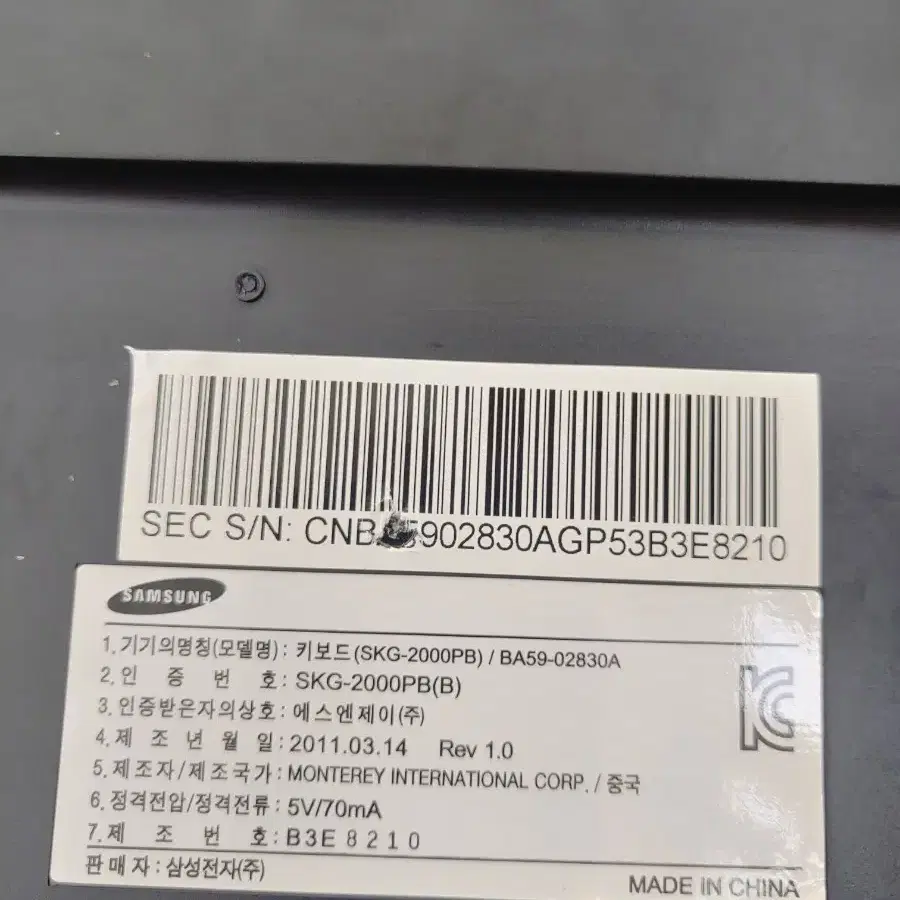 SEC S/N: CNB 5902830AGP53B3E8210
SAMSUNG
1. 기기의명칭(모델명) : 키보드(SKG-2000PB) / BA59-02830A
2. 인 증 번 호 : SKG-2000PB(B)
3. 인증받은자의상호 : 에스엔제이(주)
4. 제 조 년 월 일 : 2011.03.14 Rev 1.0
5. 제조자/제조국가 : MONTEREY INTERNATIONAL CORP. / 중국
6. 정격전압/정격전류 : 5V/70mA
7. 제 조 번 호 : B3E8210
판 매 자 : 삼성전자(주)
MADE IN CHINA